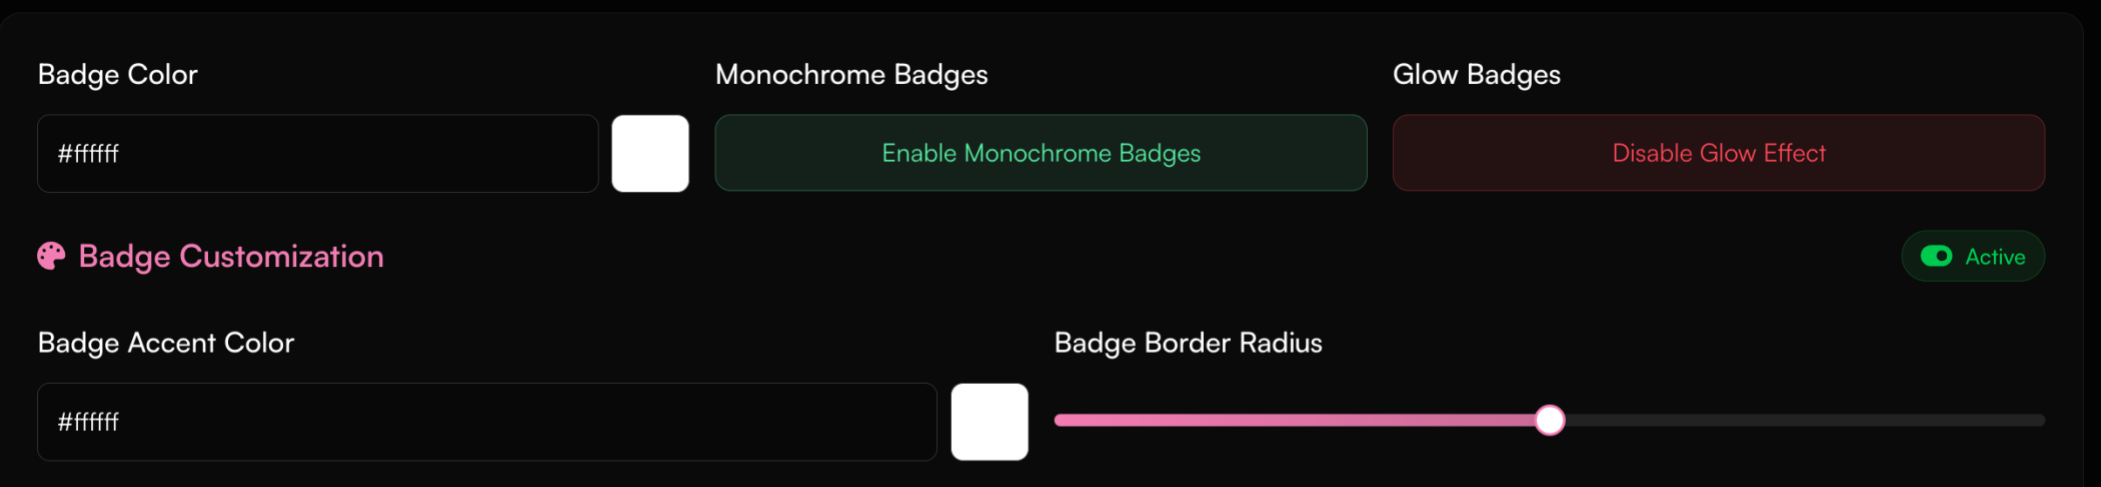 Badge Color
Monochrome Badges
Glow Badges
#ffffff
Enable Monochrome Badges
Disable Glow Effect
Badge Customization
Active
Badge Accent Color
Badge Border Radius
#ffffff